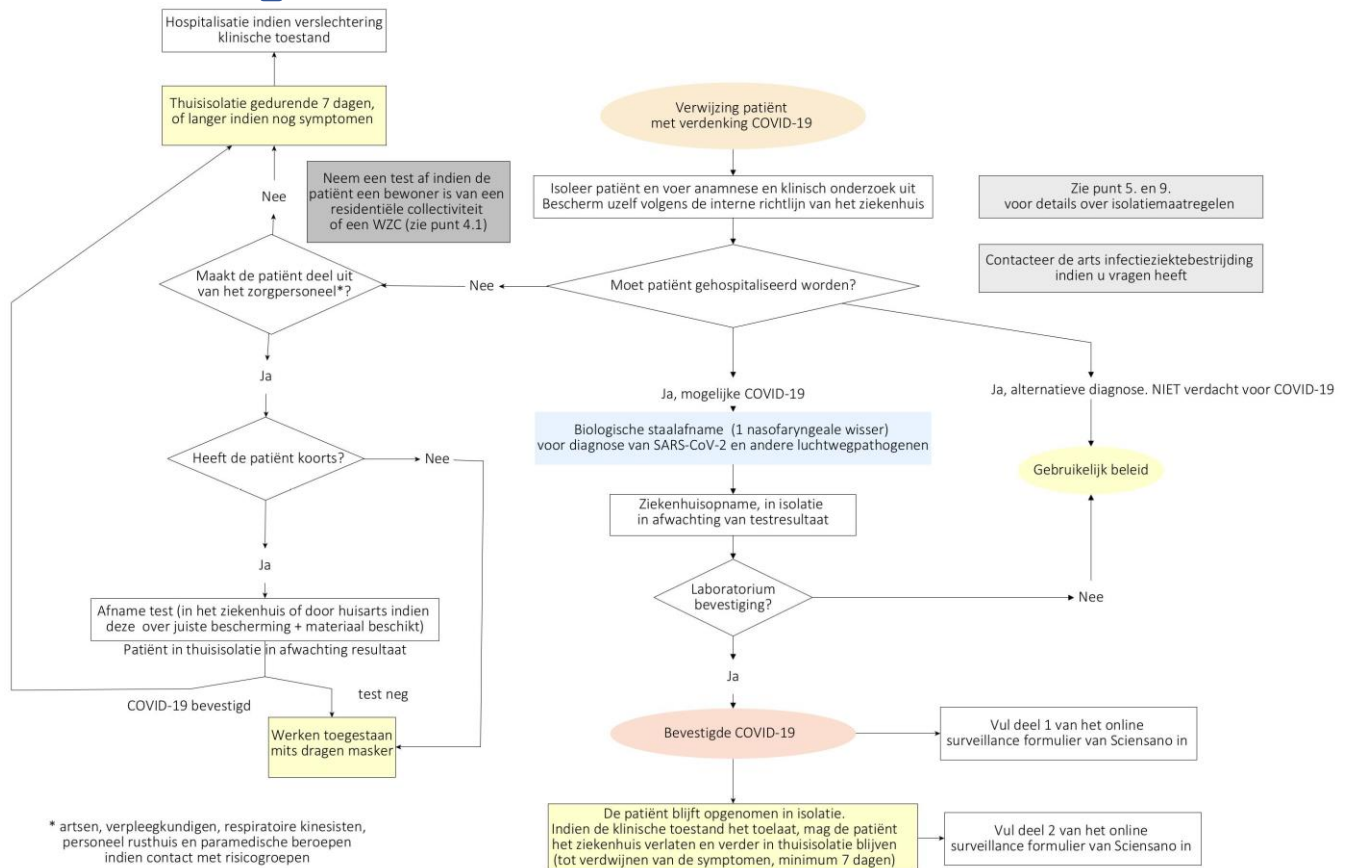 Hospitalisatie indien verslechtering
klinische toestand
Thuisisolatie gedurende 7 dagen,
of langer indien nog symptomen
Verwijzing patiënt
met verdenking COVID-19
Nee
Neem een test af indien de
patiënt een bewoner is van een
residentiële collectiviteit
of een WZC (zie punt 4.1)
Isoleer patiënt en voer anamnese en klinisch onderzoek uit
Bescherm uzelf volgens de interne richtlijn van het ziekenhuis
Zie punt 5. en 9.
voor details over isolatiemaatregelen
Contacteer de arts infectieziektebestrijding
indien u vragen heeft
Maakt de patiënt deel uit
van het zorgpersoneel*?
Nee
Moet patiënt gehospitaliseerd worden?
Ja
Ja, mogelijke COVID-19
Ja, alternatieve diagnose. NIET verdacht voor COVID-19
Biologische staalafname (1 nasofaryngeale wisser)
voor diagnose van SARS-CoV-2 en andere luchtwegpathogenen
Heeft de patiënt koorts?
Nee
Gebruikelijk beleid
Ziekenhuisopname, in isolatie
in afwachting van testresultaat
Ja
Laboratorium
bevestiging?
Nee
Afname test (in het ziekenhuis of door huisarts indien
deze over juiste bescherming + materiaal beschikt)
Patiënt in thuisisolatie in afwachting resultaat
Ja
COVID-19 bevestigd
test neg
Werken toegestaan
mits dragen masker
Bevestigde COVID-19
Vul deel 1 van het online
surveillance formulier van Sciensano in
De patiënt blijft opgenomen in isolatie.
Indien de klinische toestand het toelaat, mag de patiënt
het ziekenhuis verlaten en verder in thuisisolatie blijven
(tot verdwijnen van de symptomen, minimum 7 dagen)
Vul deel 2 van het online
surveillance formulier van Sciensano in
* artsen, verpleegkundigen, respiratoire kinesisten,
personeel rusthuis en paramedische beroepen
indien contact met risicogroepen